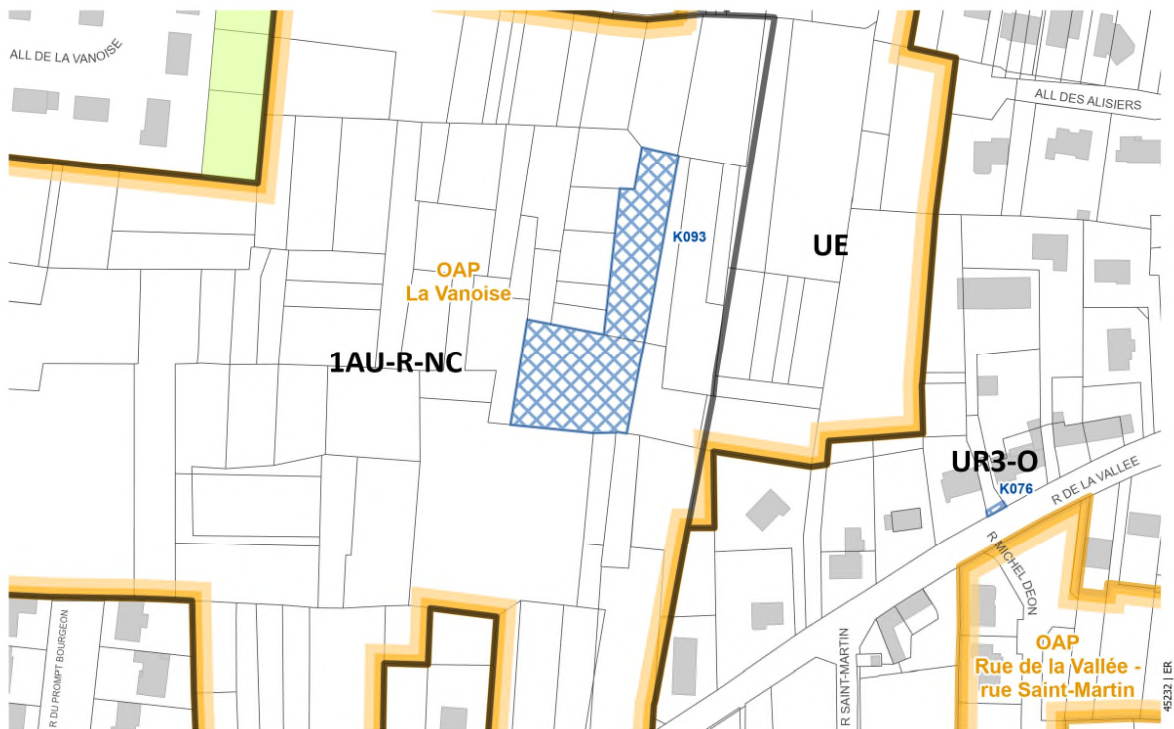 ALL DE LA VANOISE
ALL DES ALISIERS
K093
UE
OAP
La Vanoise
1AU-R-NC
UR3-O
K076
R DE LA VALLEE
R MICHEL DEON
R DU PROMPT BOURGEON
R SAINT-MARTIN
OAP
Rue de la Vallée -
rue Saint-Martin
45232 | ER